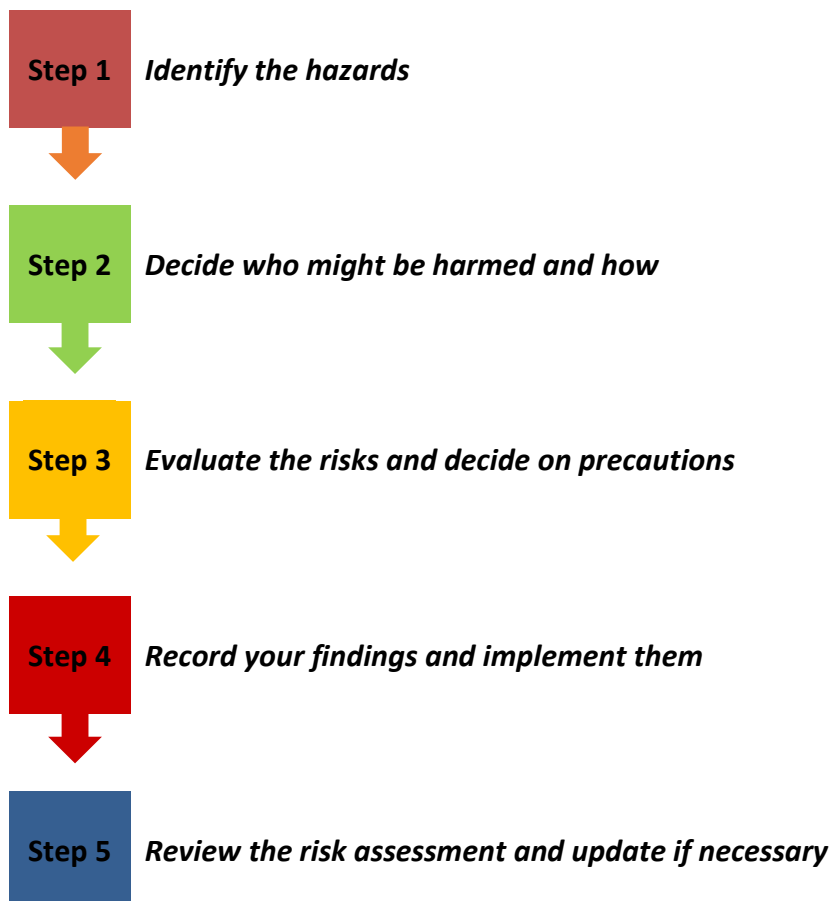 Step 1 Identify the hazards
Step 2 Decide who might be harmed and how
Step 3 Evaluate the risks and decide on precautions
Step 4 Record your findings and implement them
Step 5 Review the risk assessment and update if necessary